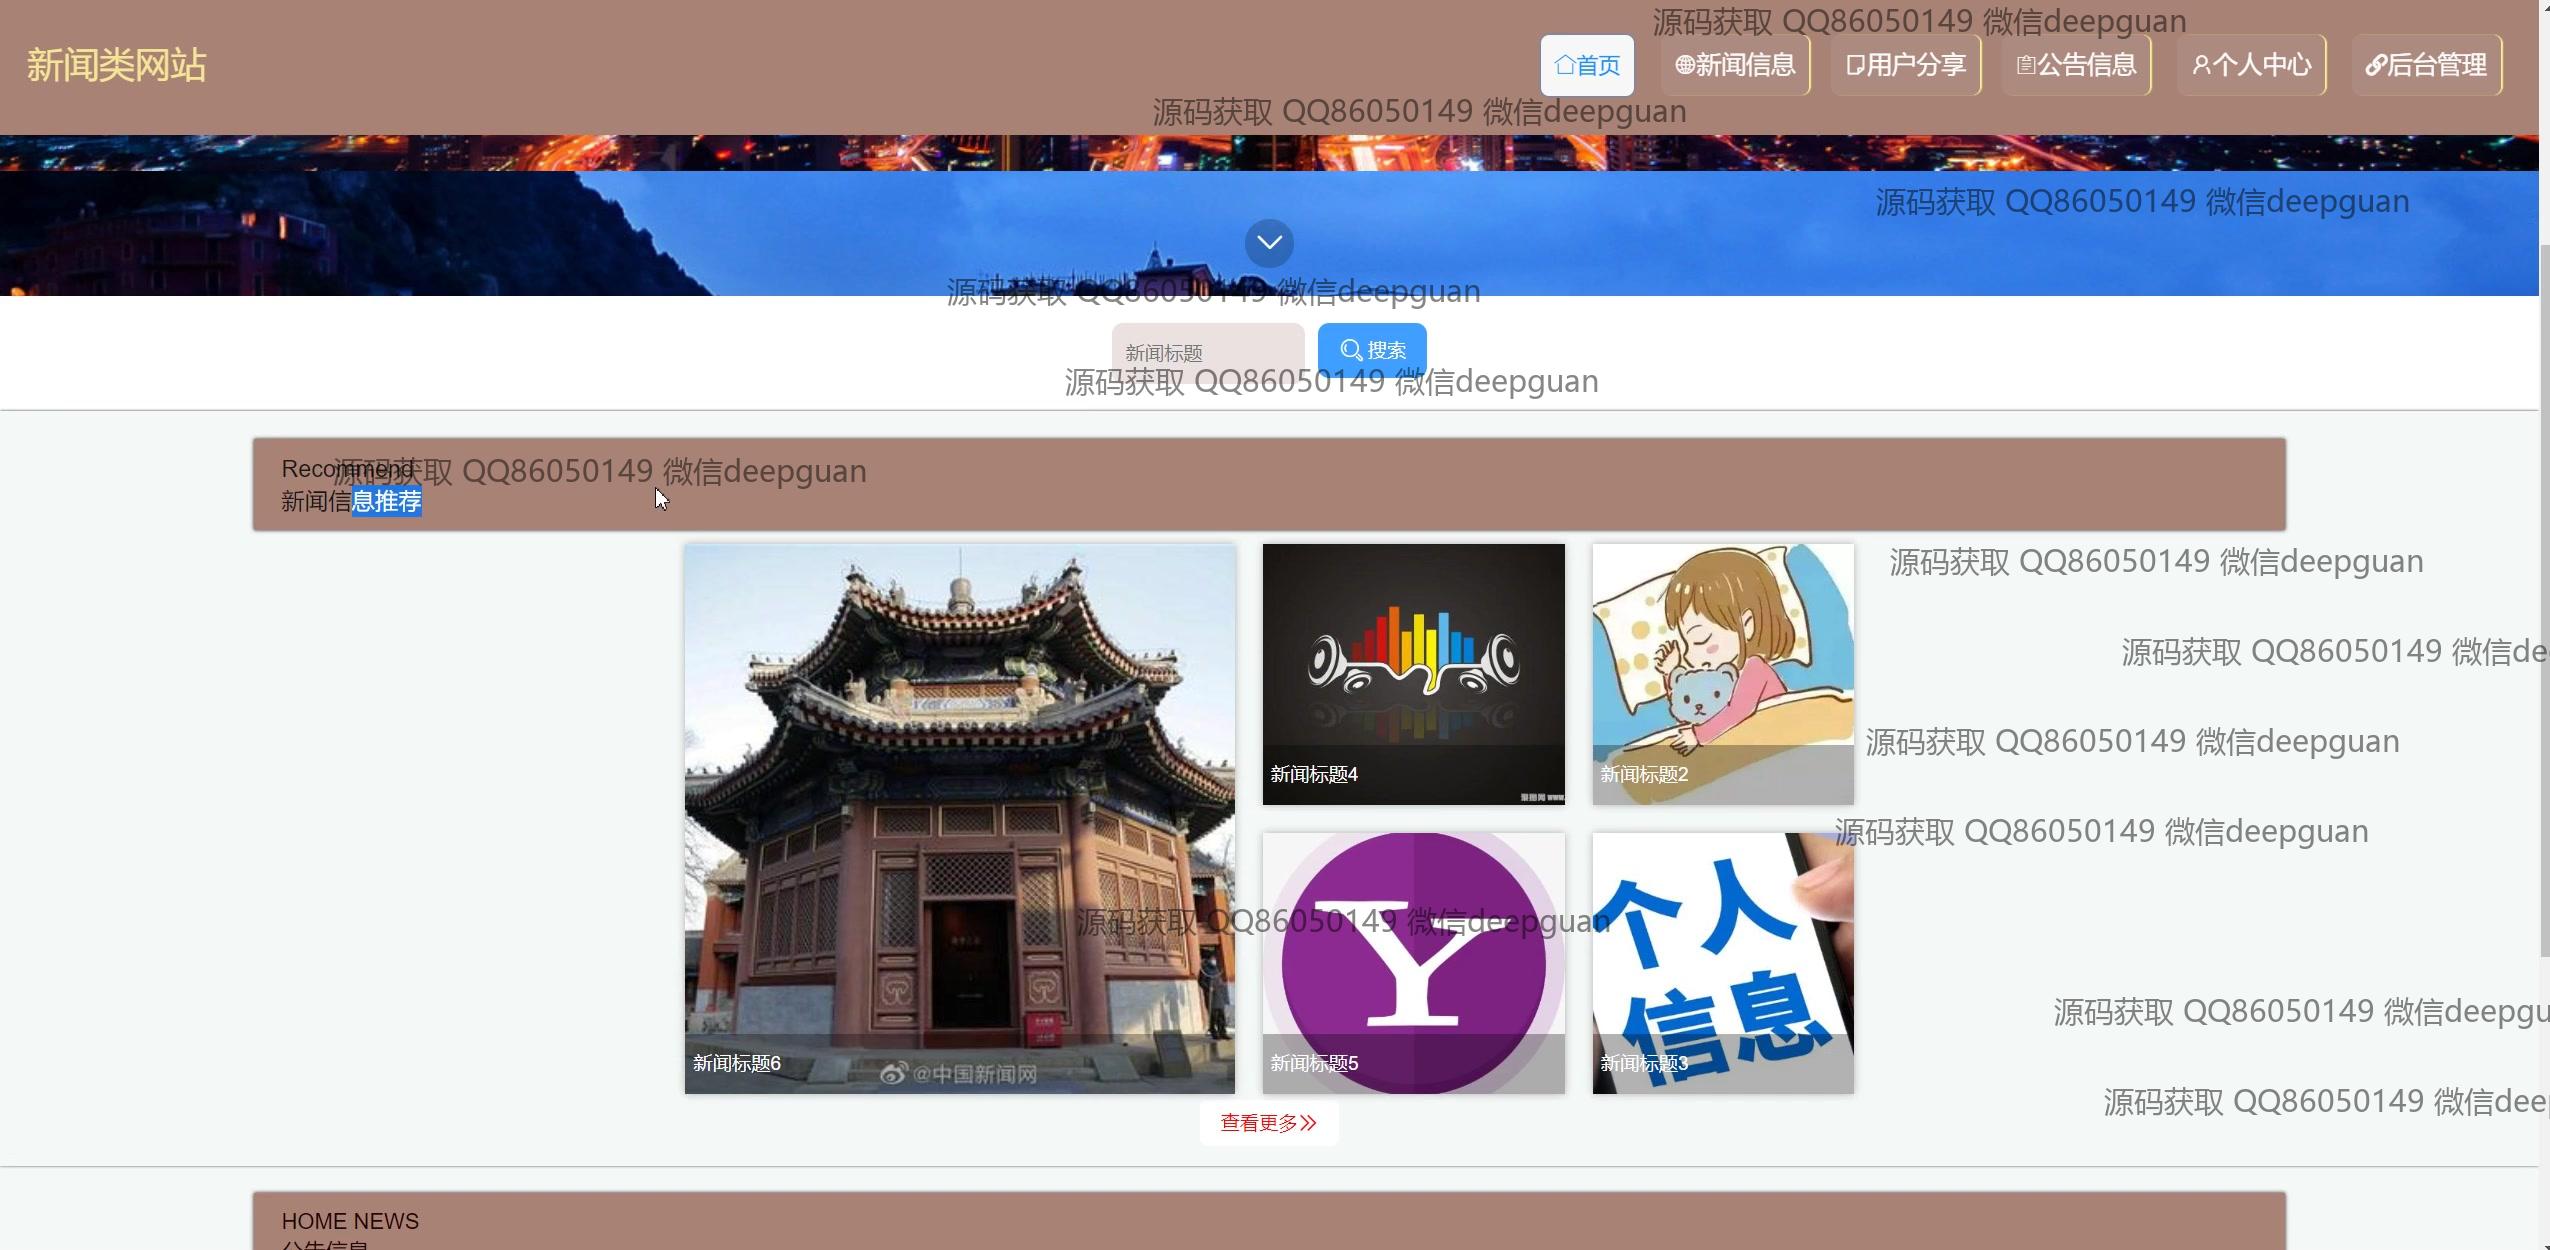 源码获取 QQ86050149 微信deepguan
新闻类网站
首页
新闻信息
用户分享
公告信息
个人中心
后台管理
源码获取 QQ86050149 微信deepguan
源码获取 QQ86050149 微信deepguan
源码获取 QQ86050149 微信deepguan
新闻标题
搜索
源码获取 QQ86050149 微信deepguan
Recommend
源码获取 QQ86050149 微信deepguan
新闻信息推荐
源码获取 QQ86050149 微信deepguan
源码获取 QQ86050149 微信de
源码获取 QQ86050149 微信deepguan
新闻标题4
新闻标题2
源码获取 QQ86050149 微信deepguan
Y
个人
信息
源码获取 QQ86050149 微信deepguan
源码获取 QQ86050149 微信deepgu
新闻标题6
@中国新闻网
新闻标题5
新闻标题3
源码获取 QQ86050149 微信dee
查看更多
HOME NEWS
公告信息